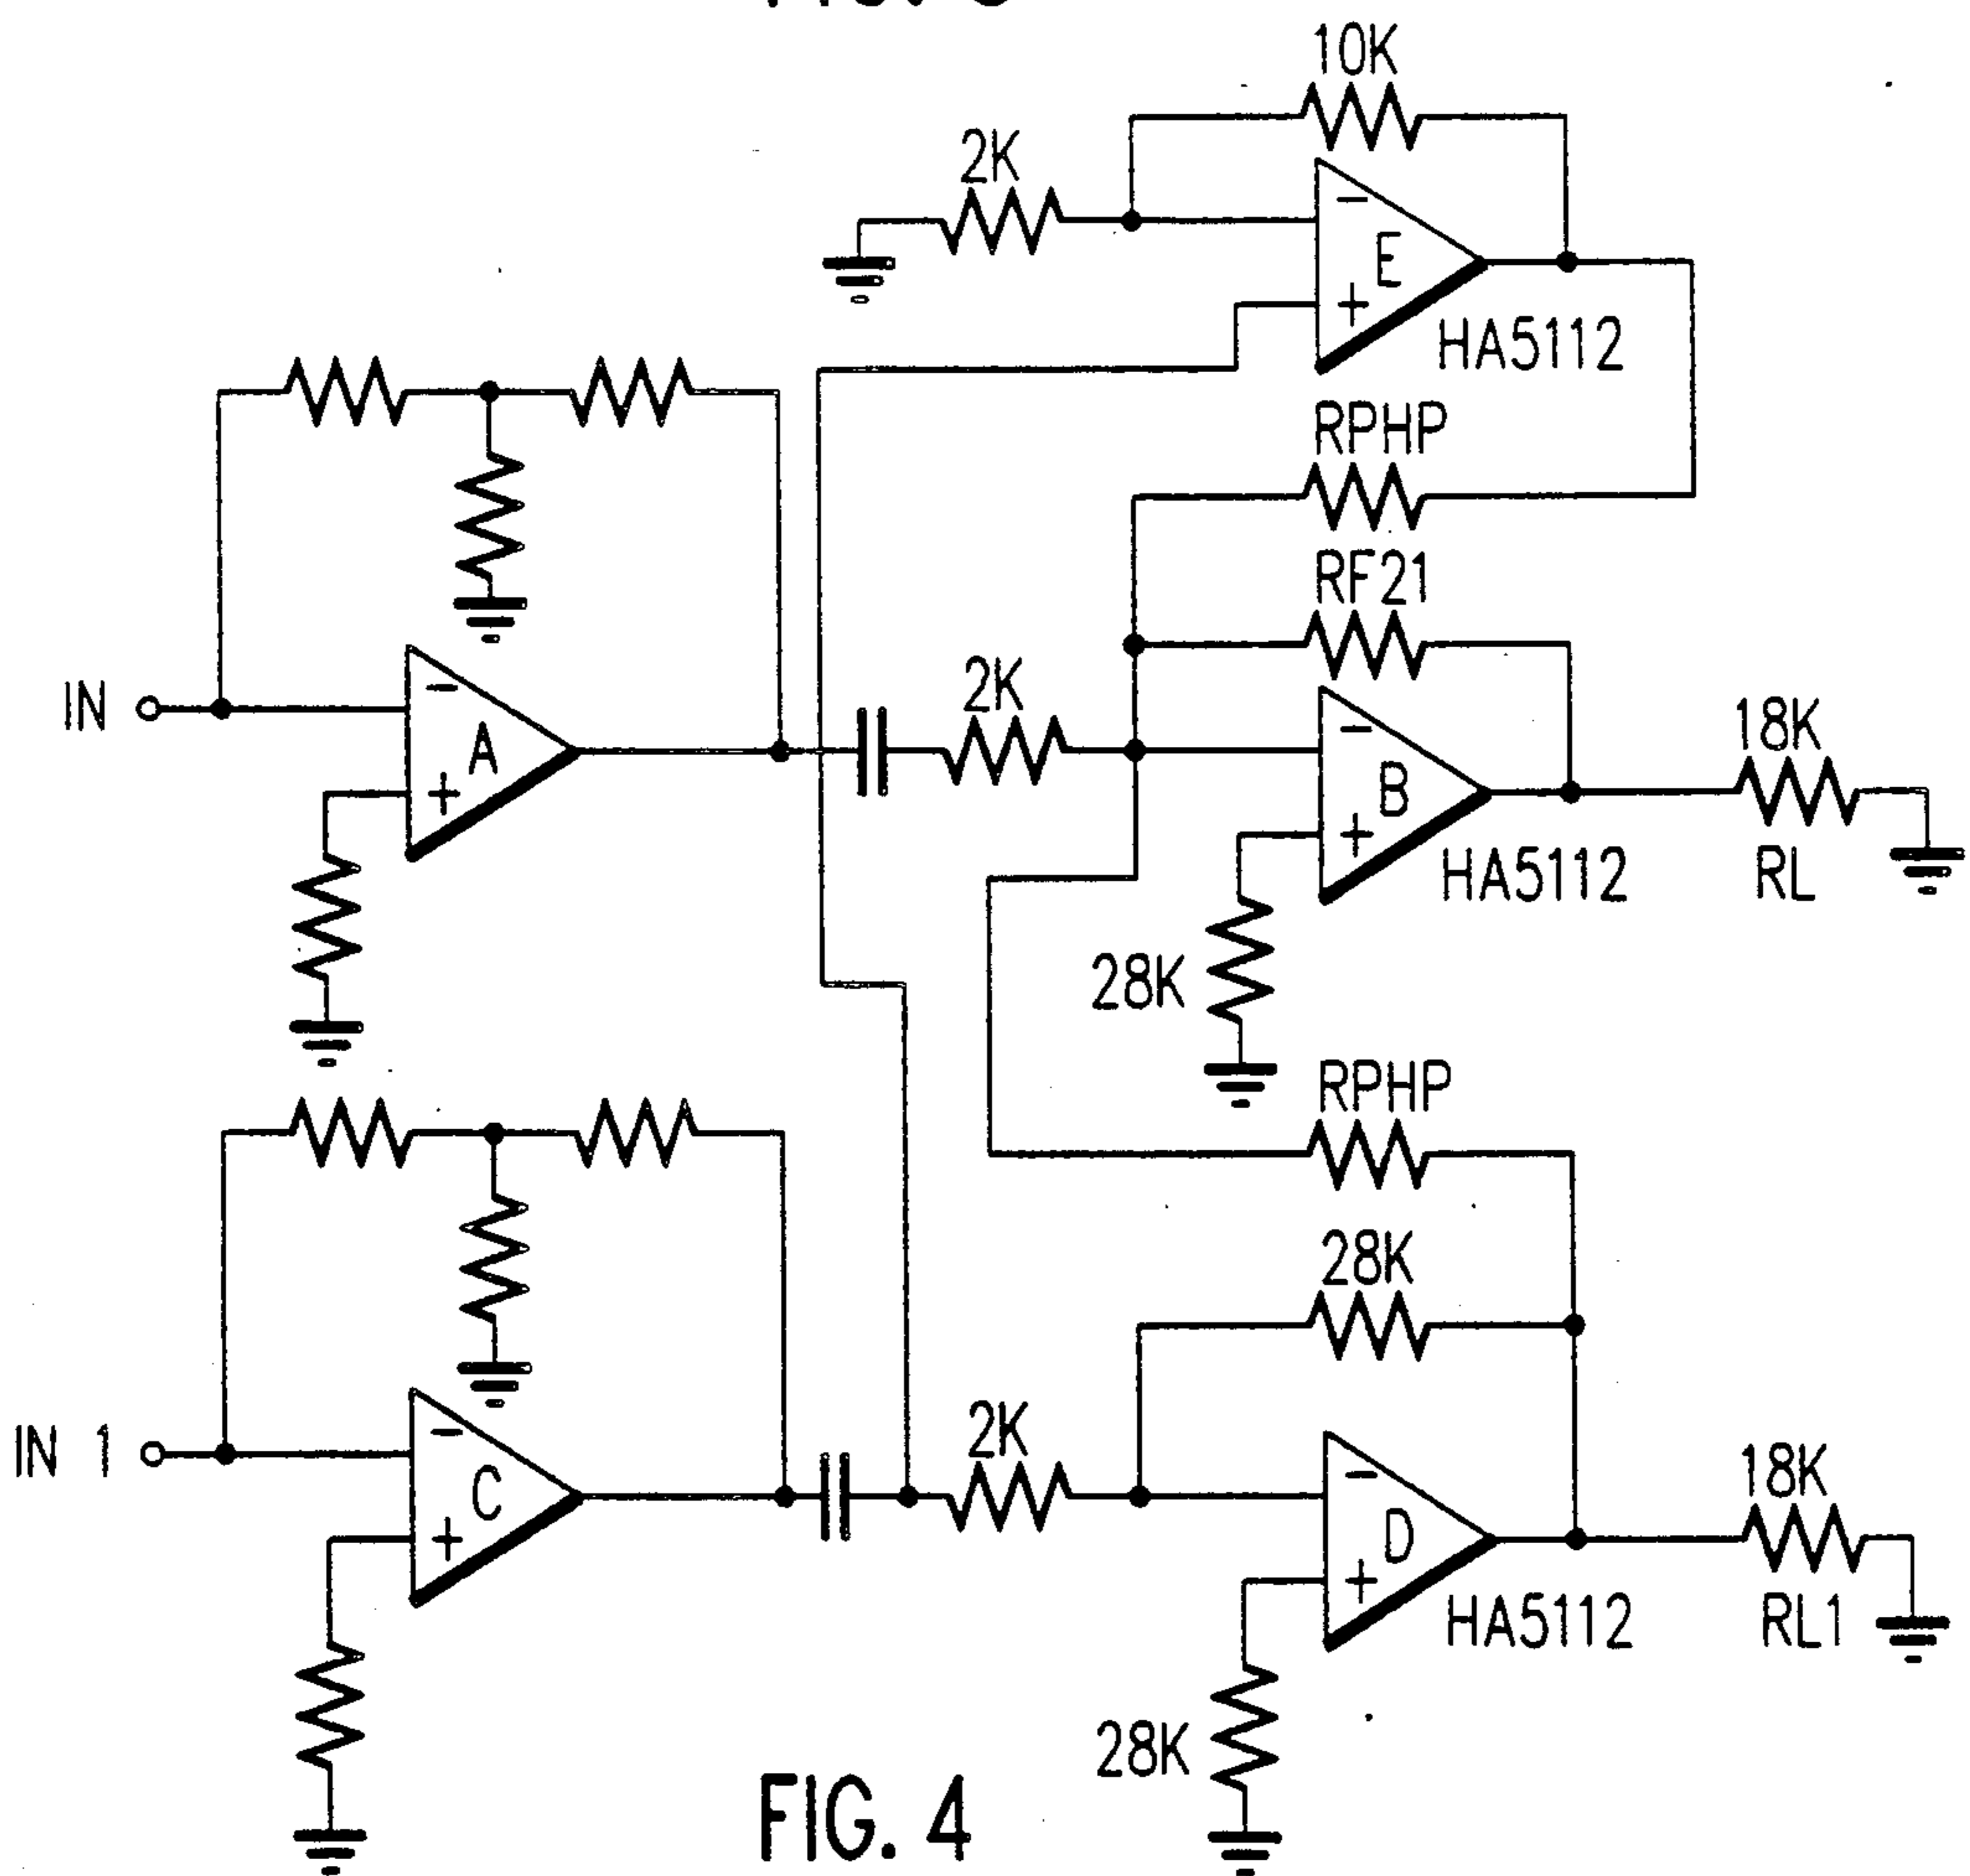 10K
2K
−
E
+
HA5112
RPHP
RF21
IN
−
A
+
2K
−
B
+
HA5112
18K
RL
28K
RPHP
28K
IN 1
−
C
+
2K
−
D
+
HA5112
18K
RL1
28K
FIG. 4